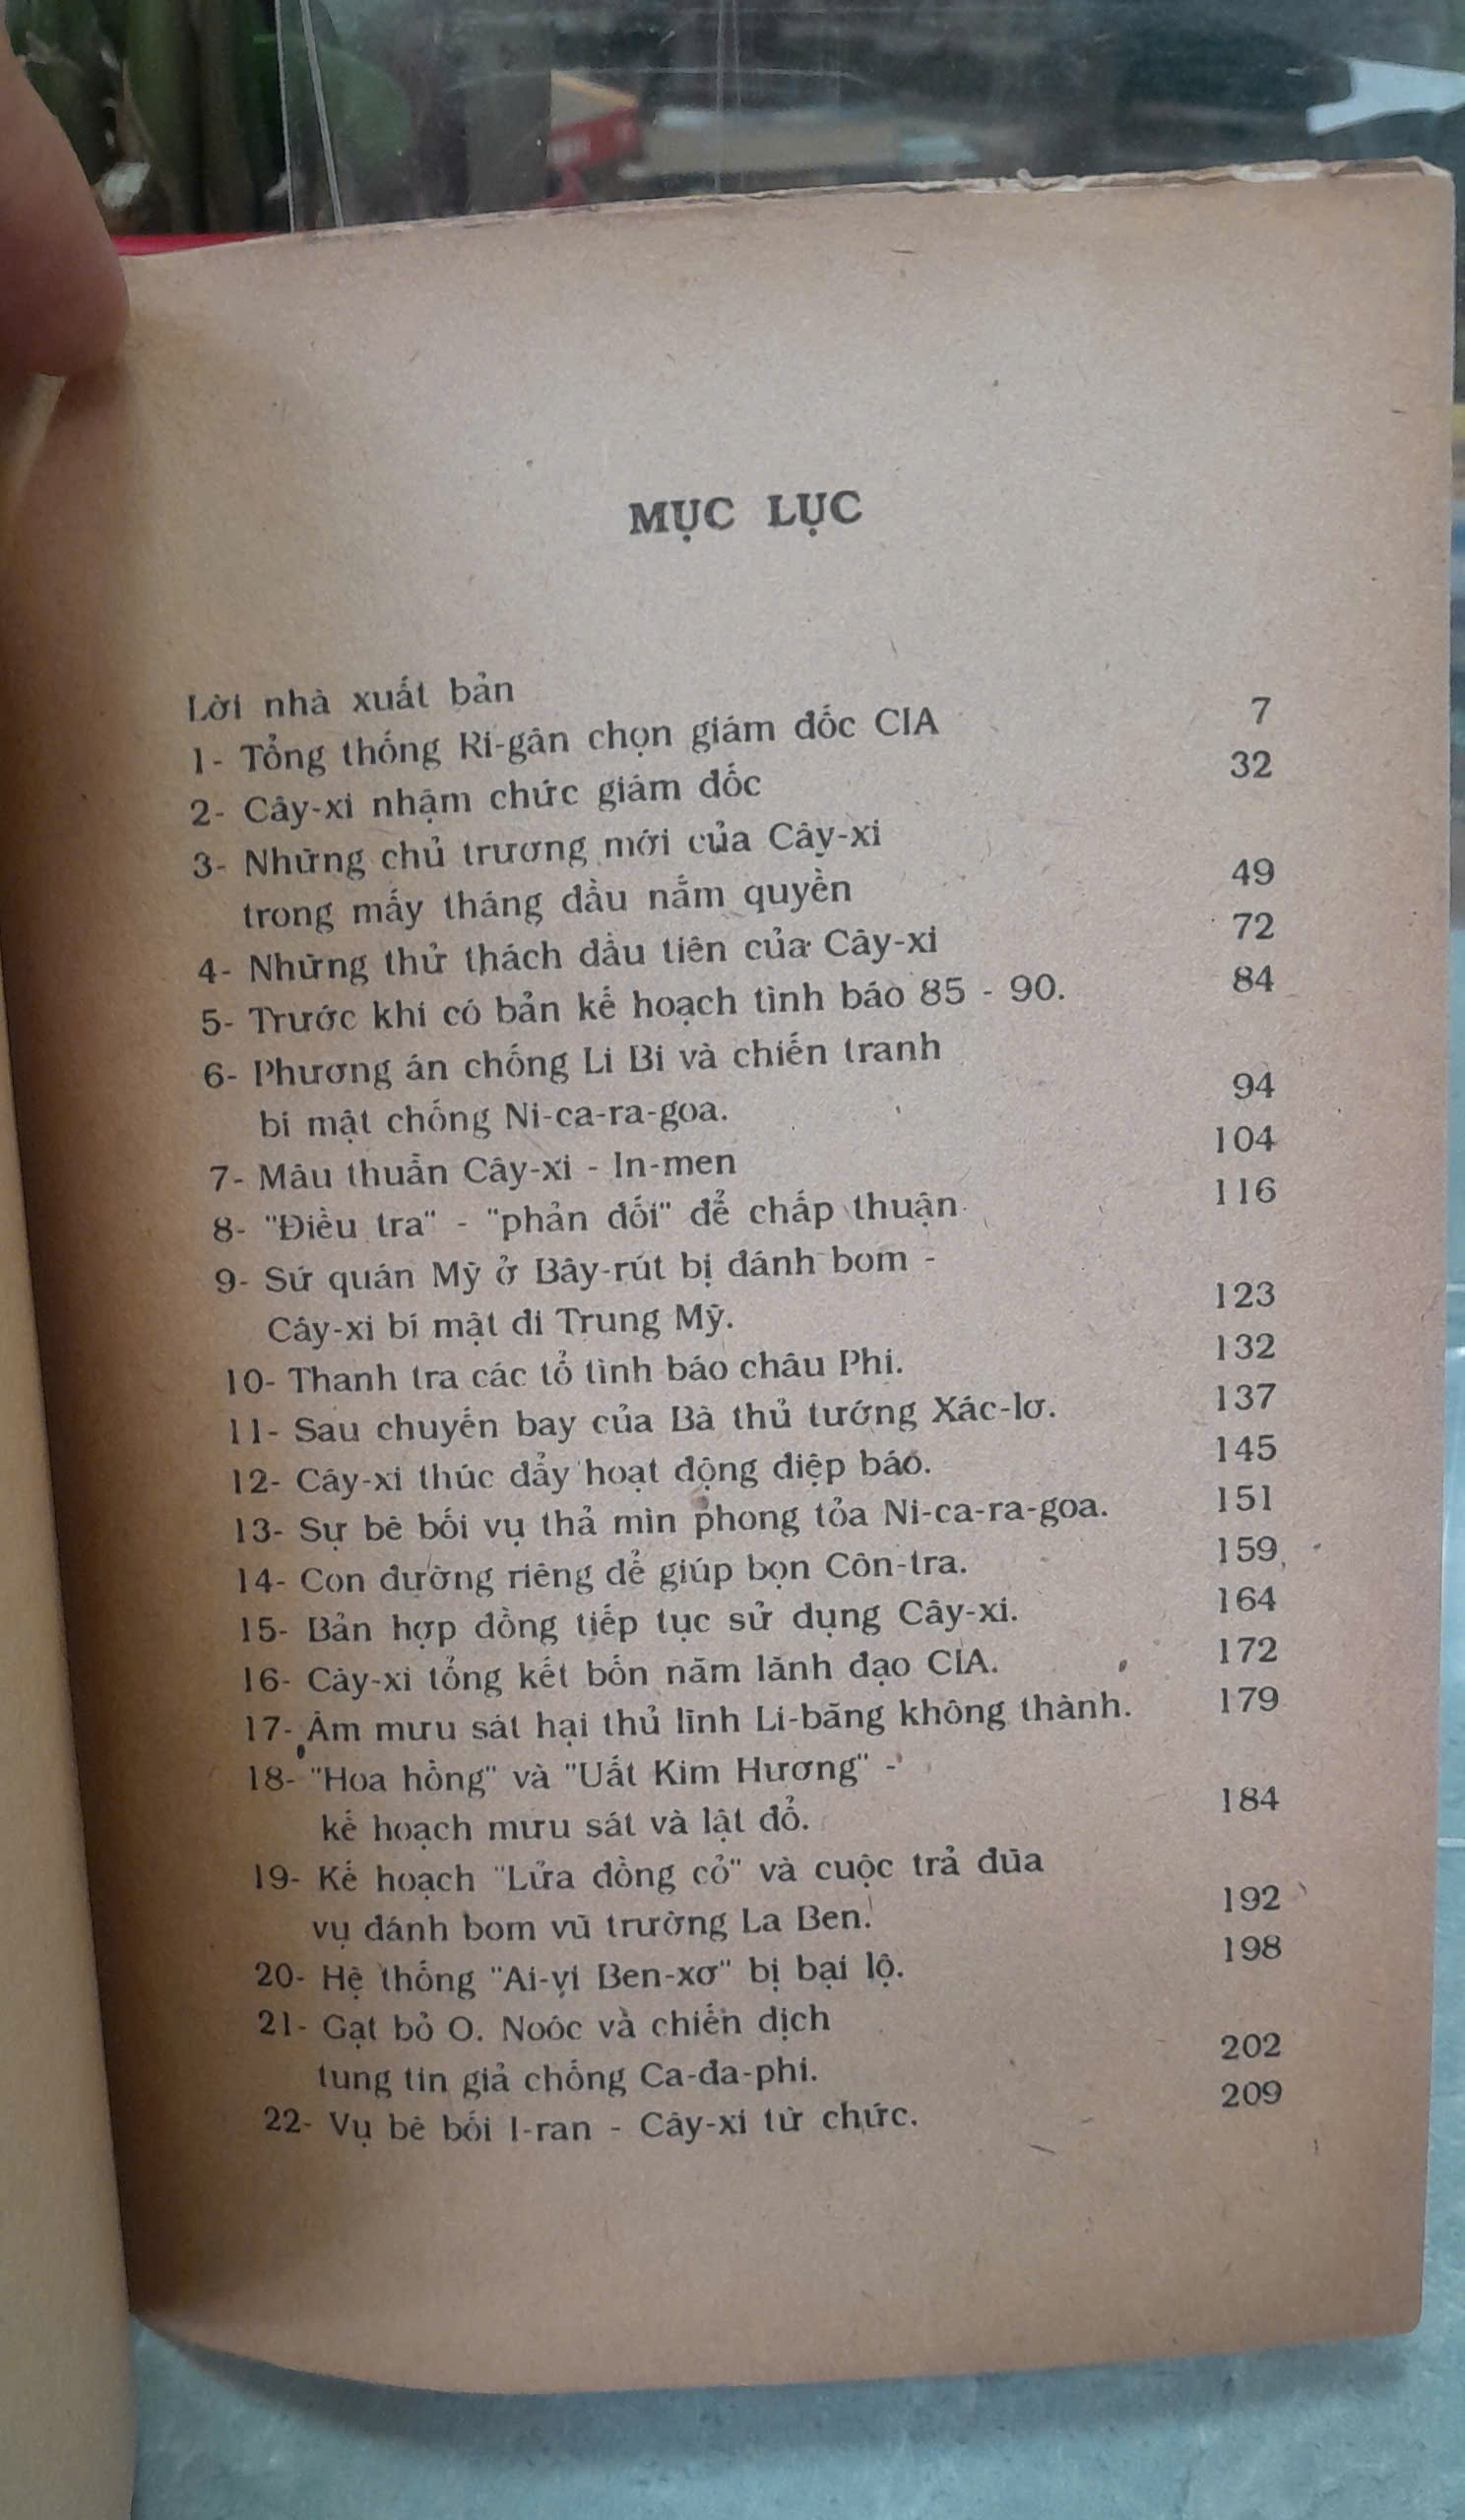 MỤC LỤC
Lời nhà xuất bản
1- Tổng thống Ri-gân chọn giám đốc CIA 7
2- Cây-xi nhậm chức giám đốc 32
3- Những chủ trương mới của Cây-xi
trong mấy tháng đầu nắm quyền 49
4- Những thử thách đầu tiên của Cây-xi 72
5- Trước khi có bản kế hoạch tình báo 85 - 90. 84
6- Phương án chống Li Bi và chiến tranh
bí mật chống Ni-ca-ra-goa. 94
7- Mâu thuẫn Cây-xi - In-men 104
8- "Điều tra" - "phản đối" để chấp thuận 116
9- Sứ quán Mỹ ở Bây-rút bị đánh bom -
Cây-xi bí mật đi Trung Mỹ. 123
10- Thanh tra các tổ tình báo châu Phi. 132
11- Sau chuyến bay của Bà thủ tướng Xác-lơ. 137
12- Cây-xi thúc đẩy hoạt động điệp báo. 145
13- Sự bê bối vụ thả mìn phong tỏa Ni-ca-ra-goa. 151
14- Con đường riêng để giúp bọn Côn-tra. 159
15- Bản hợp đồng tiếp tục sử dụng Cây-xi. 164
16- Cây-xi tổng kết bốn năm lãnh đạo CIA. 172
17- Âm mưu sát hại thủ lĩnh Li-băng không thành. 179
18- "Hoa hồng" và "Uất Kim Hương" -
kế hoạch mưu sát và lật đổ. 184
19- Kế hoạch "Lửa đồng cỏ" và cuộc trả đũa
vụ đánh bom vũ trường La Ben. 192
20- Hệ thống "Ai-vi Ben-xơ" bị bại lộ. 198
21- Gạt bỏ O. Noóc và chiến dịch
tung tin giả chống Ca-đa-phi. 202
22- Vụ bê bối I-ran - Cây-xi từ chức. 209